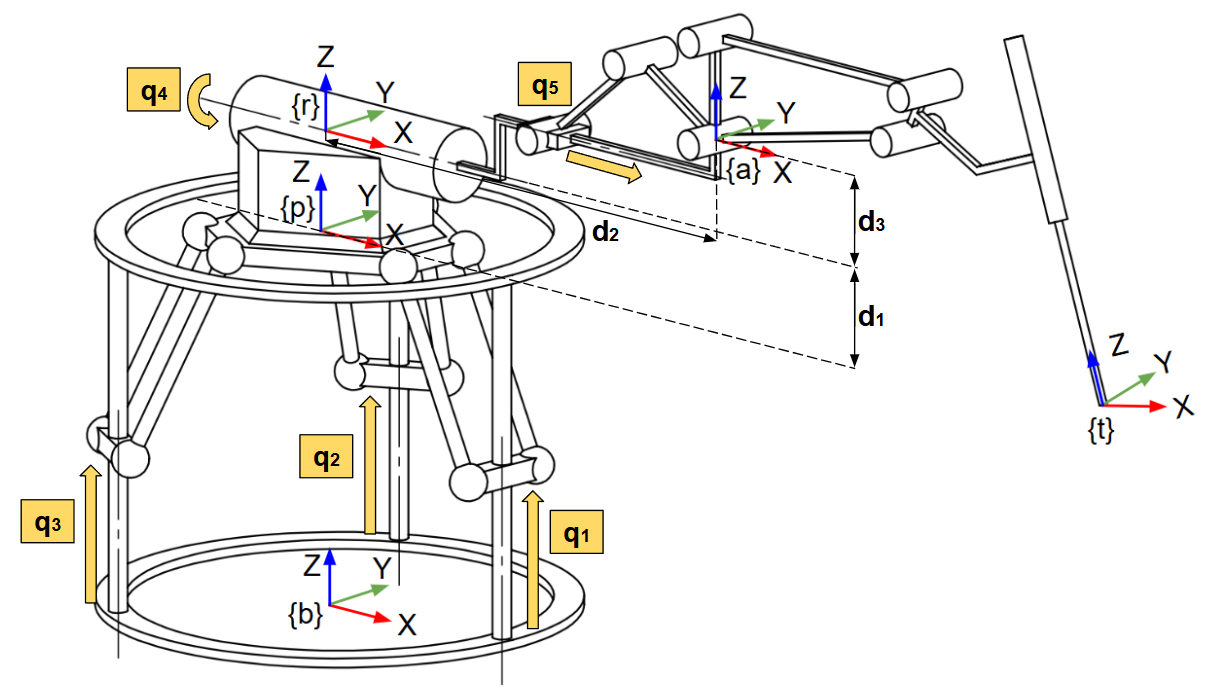 Z
{r}
Y
X
q4
q5
Z
Y
{a}
X
Z
{p}
Y
X
d2
d3
d1
Z
Y
X
{t}
q3
q2
q1
Z
Y
{b}
X